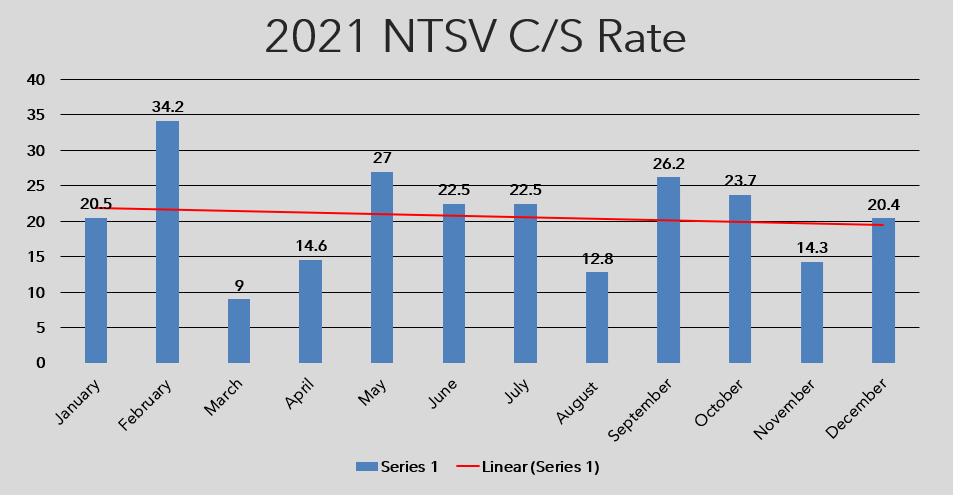 2021 NTSV C/S Rate
40
35
30
25
20
15
10
5
0
20.5
34.2
9
14.6
27
22.5
22.5
12.8
26.2
23.7
14.3
20.4
January
February
March
April
May
June
July
August
September
October
November
December
Series 1
Linear (Series 1)